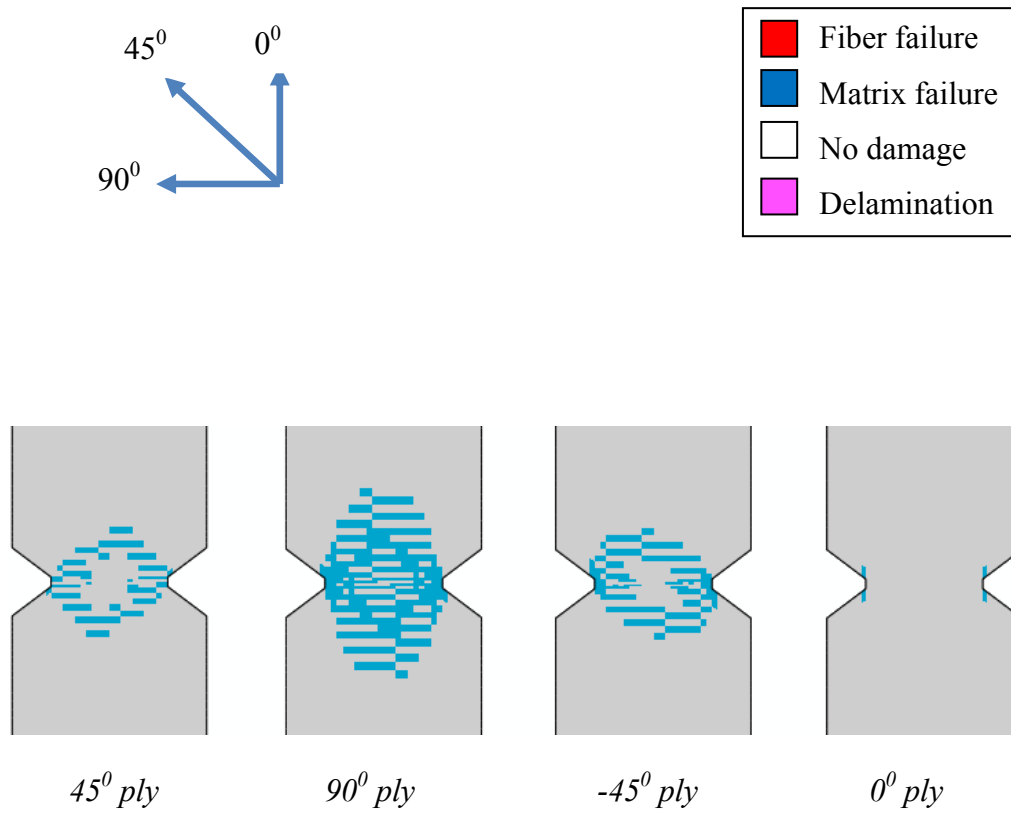 45⁰
0⁰
90⁰
Fiber failure
Matrix failure
No damage
Delamination
45⁰ ply
90⁰ ply
-45⁰ ply
0⁰ ply